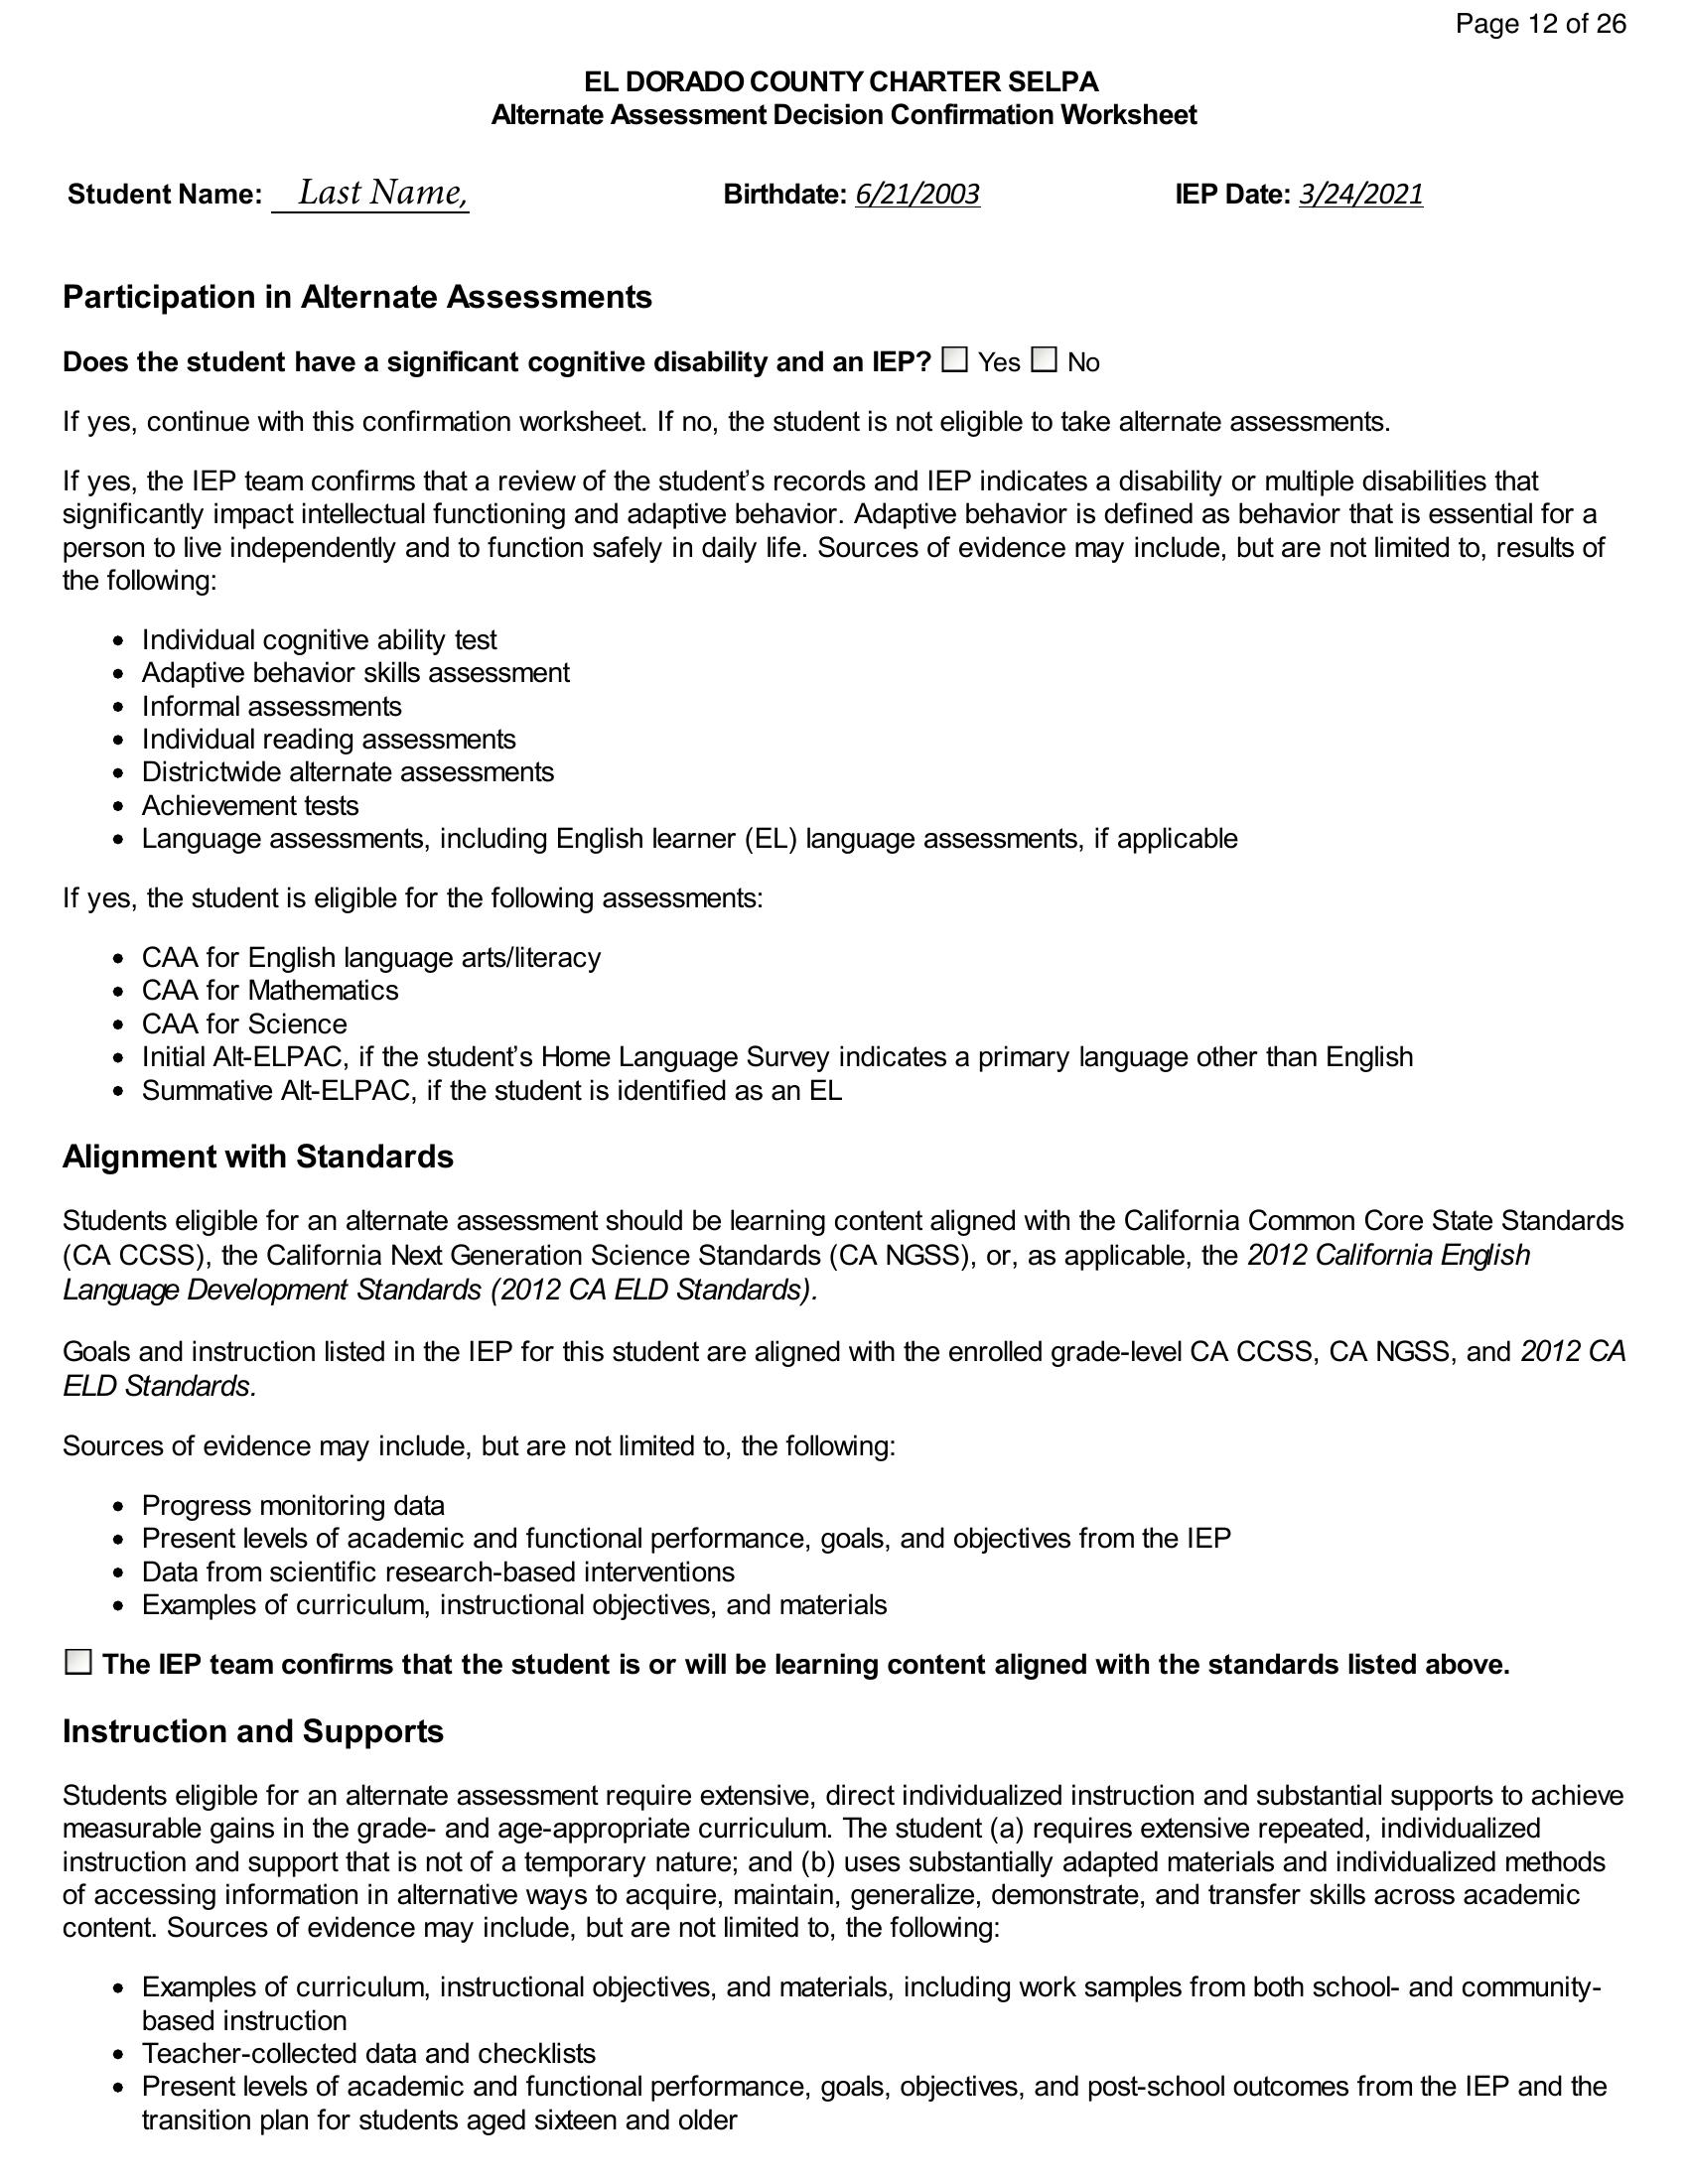 Page 12 of 26
EL DORADO COUNTY CHARTER SELPA
Alternate Assessment Decision Confirmation Worksheet
Student Name: Last Name, Birthdate: 6/21/2003 IEP Date: 3/24/2021
Participation in Alternate Assessments
Does the student have a significant cognitive disability and an IEP? ☐ Yes ☐ No
If yes, continue with this confirmation worksheet. If no, the student is not eligible to take alternate assessments.
If yes, the IEP team confirms that a review of the student’s records and IEP indicates a disability or multiple disabilities that
significantly impact intellectual functioning and adaptive behavior. Adaptive behavior is defined as behavior that is essential for a
person to live independently and to function safely in daily life. Sources of evidence may include, but are not limited to, results of
the following:
• Individual cognitive ability test
• Adaptive behavior skills assessment
• Informal assessments
• Individual reading assessments
• Districtwide alternate assessments
• Achievement tests
• Language assessments, including English learner (EL) language assessments, if applicable
If yes, the student is eligible for the following assessments:
• CAA for English language arts/literacy
• CAA for Mathematics
• CAA for Science
• Initial Alt-ELPAC, if the student’s Home Language Survey indicates a primary language other than English
• Summative Alt-ELPAC, if the student is identified as an EL
Alignment with Standards
Students eligible for an alternate assessment should be learning content aligned with the California Common Core State Standards
(CA CCSS), the California Next Generation Science Standards (CA NGSS), or, as applicable, the 2012 California English
Language Development Standards (2012 CA ELD Standards).
Goals and instruction listed in the IEP for this student are aligned with the enrolled grade-level CA CCSS, CA NGSS, and 2012 CA
ELD Standards.
Sources of evidence may include, but are not limited to, the following:
• Progress monitoring data
• Present levels of academic and functional performance, goals, and objectives from the IEP
• Data from scientific research-based interventions
• Examples of curriculum, instructional objectives, and materials
☐ The IEP team confirms that the student is or will be learning content aligned with the standards listed above.
Instruction and Supports
Students eligible for an alternate assessment require extensive, direct individualized instruction and substantial supports to achieve
measurable gains in the grade- and age-appropriate curriculum. The student (a) requires extensive repeated, individualized
instruction and support that is not of a temporary nature; and (b) uses substantially adapted materials and individualized methods
of accessing information in alternative ways to acquire, maintain, generalize, demonstrate, and transfer skills across academic
content. Sources of evidence may include, but are not limited to, the following:
• Examples of curriculum, instructional objectives, and materials, including work samples from both school- and community-
based instruction
• Teacher-collected data and checklists
• Present levels of academic and functional performance, goals, objectives, and post-school outcomes from the IEP and the
transition plan for students aged sixteen and older